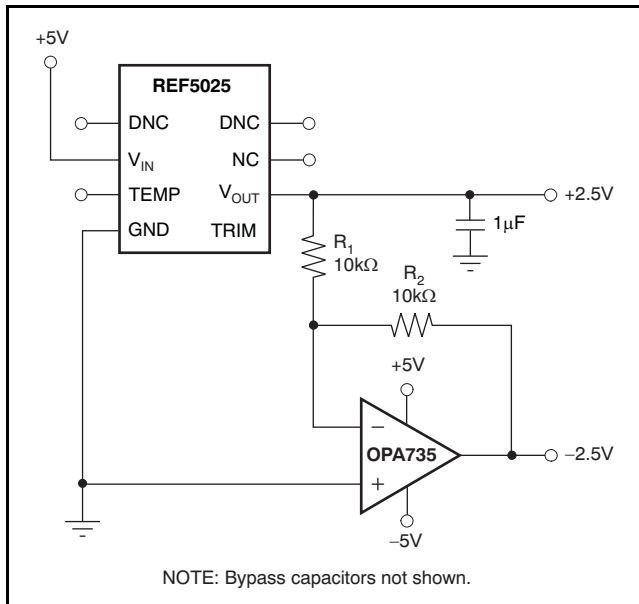 +5V
REF5025
DNC DNC
V_IN NC
TEMP V_OUT
GND TRIM
+2.5V
1µF
R_1
10kΩ
R_2
10kΩ
+5V
−
OPA735
+
−2.5V
−5V
NOTE: Bypass capacitors not shown.